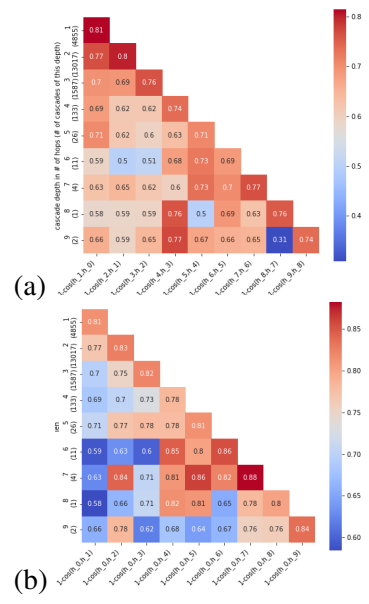 cascade depth in # of hops (# of cascades of this depth)
1 (4855) 0.81
2 (13017) 0.77 0.8
3 (1587) 0.7 0.69 0.76
4 (133) 0.69 0.62 0.62 0.74
5 (26) 0.71 0.62 0.6 0.63 0.71
6 (11) 0.59 0.5 0.51 0.68 0.73 0.69
7 (4) 0.63 0.65 0.62 0.6 0.73 0.7 0.77
8 0.58 0.59 0.59 0.76 0.5 0.69 0.63 0.76
9 (2) 0.66 0.59 0.65 0.77 0.67 0.66 0.65 0.31 0.74
1-cos(h_1,h_0) 1-cos(h_2,h_1) 1-cos(h_3,h_2) 1-cos(h_4,h_3) 1-cos(h_5,h_4) 1-cos(h_6,h_5) 1-cos(h_7,h_6) 1-cos(h_8,h_7) 1-cos(h_9,h_8)
0.8
0.7
0.6
0.5
0.4
(a)
1 (4855) 0.81
2 (13017) 0.77 0.83
3 (1587) 0.7 0.75 0.82
4 (133) 0.69 0.7 0.73 0.78
5 (26) 0.71 0.77 0.78 0.78 0.81
6 (11) 0.59 0.63 0.6 0.85 0.8 0.86
7 (4) 0.63 0.84 0.71 0.81 0.86 0.82 0.88
8 (1) 0.58 0.66 0.71 0.82 0.81 0.65 0.78 0.8
9 (2) 0.66 0.78 0.62 0.68 0.64 0.67 0.76 0.76 0.84
1-cos(h_0,h_1) 1-cos(h_0,h_2) 1-cos(h_0,h_3) 1-cos(h_0,h_4) 1-cos(h_0,h_5) 1-cos(h_0,h_6) 1-cos(h_0,h_7) 1-cos(h_0,h_8) 1-cos(h_0,h_9)
0.85
0.80
0.75
0.70
0.65
0.60
(b)